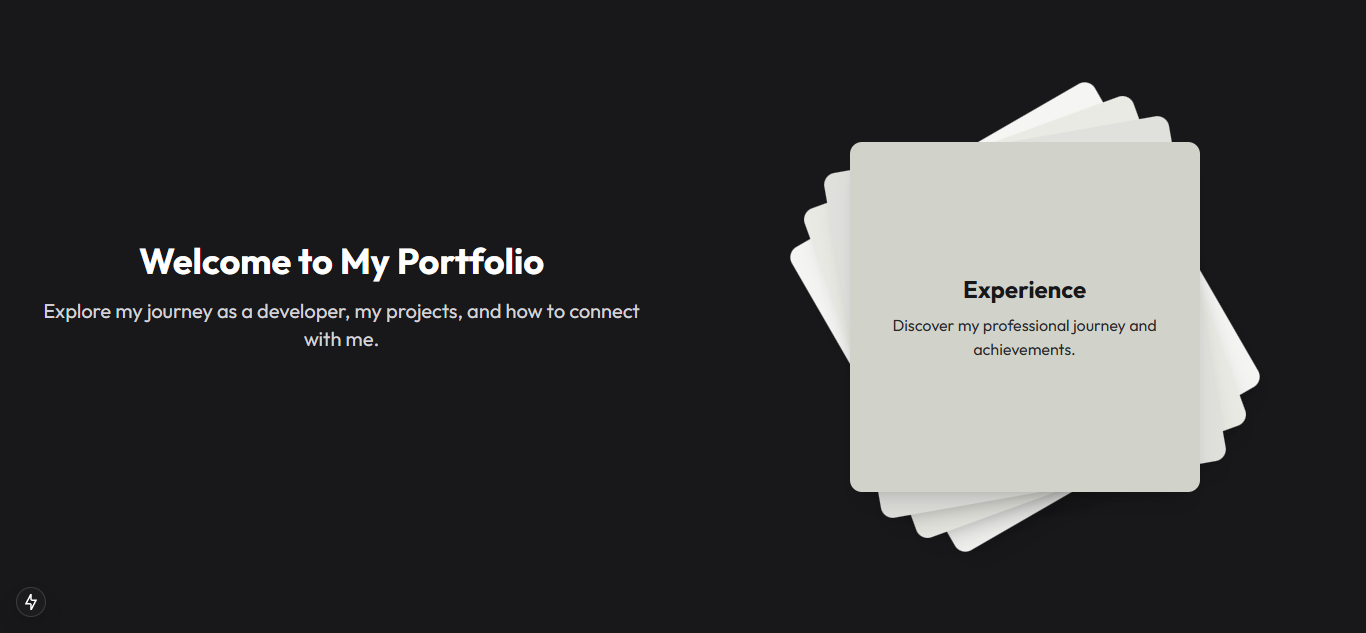 Welcome to My Portfolio
Explore my journey as a developer, my projects, and how to connect
with me.
Experience
Discover my professional journey and
achievements.